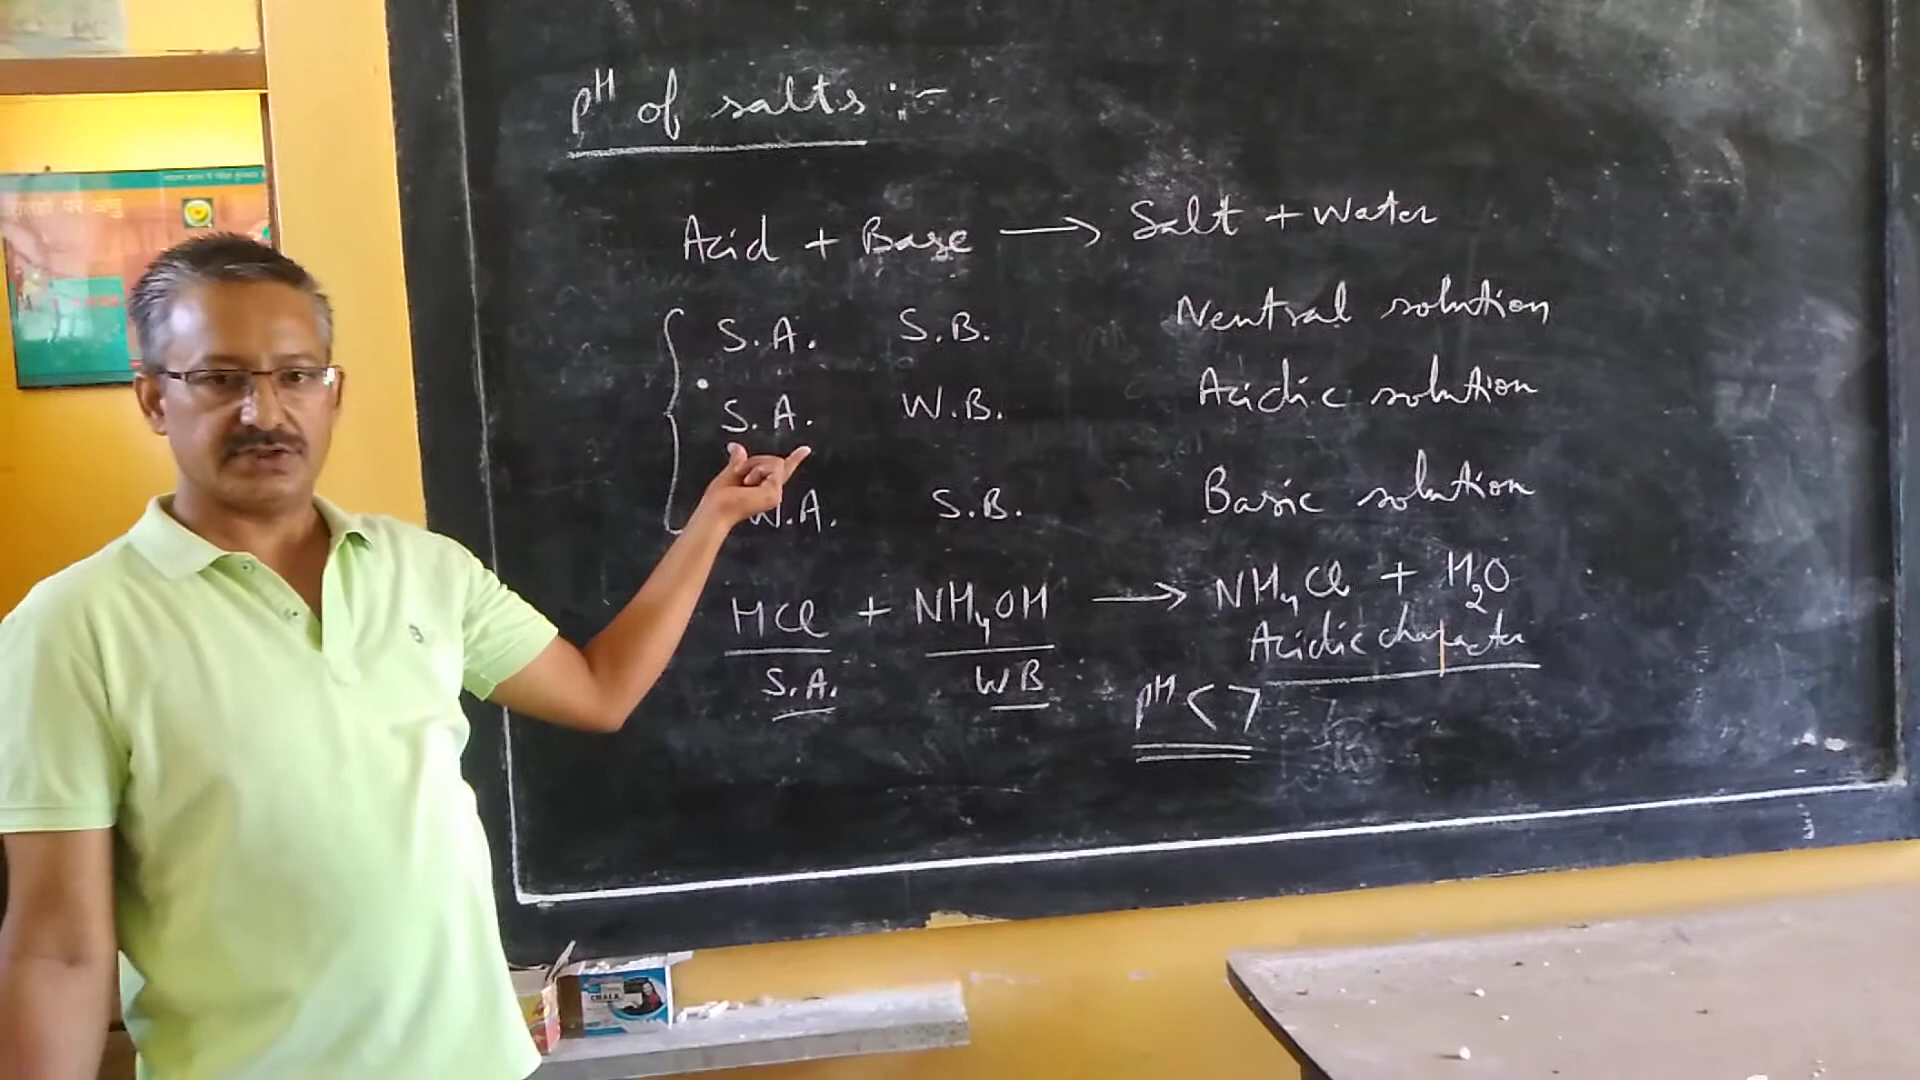 pH of salts :-
Acid + Base → Salt + Water
S.A. S.B. Neutral solution
S.A. W.B. Acidic solution
W.A. S.B. Basic solution
HCl + NH4OH → NH4Cl + H2O
S.A. WB Acidic character
pH < 7
CHALK